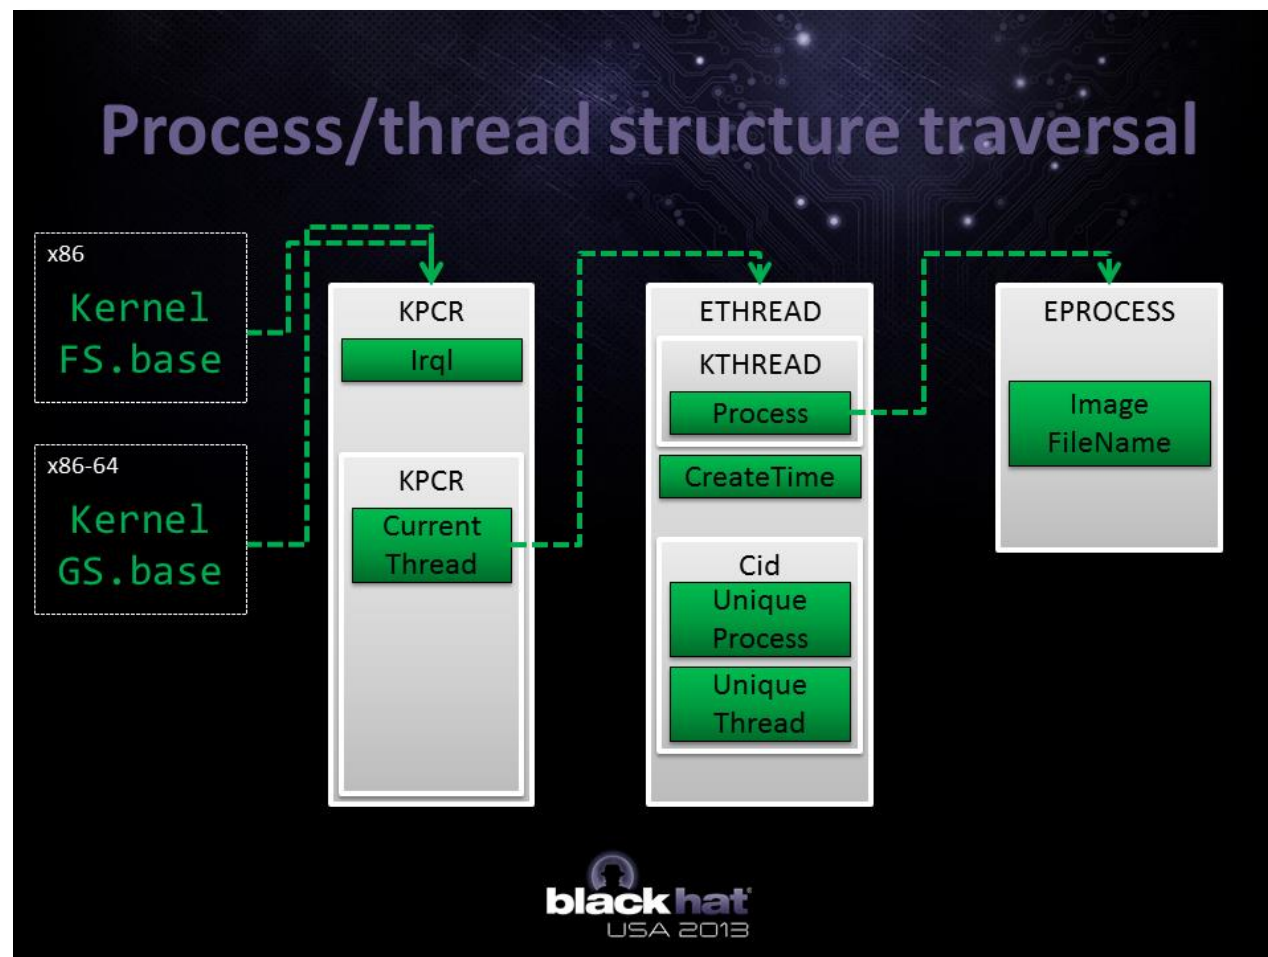 Process/thread structure traversal
x86
Kernel
FS.base
x86-64
Kernel
GS.base
KPCR
Irql
KPCR
Current
Thread
ETHREAD
KTHREAD
Process
CreateTime
Cid
Unique
Process
Unique
Thread
EPROCESS
Image
FileName
black hat
USA 2013